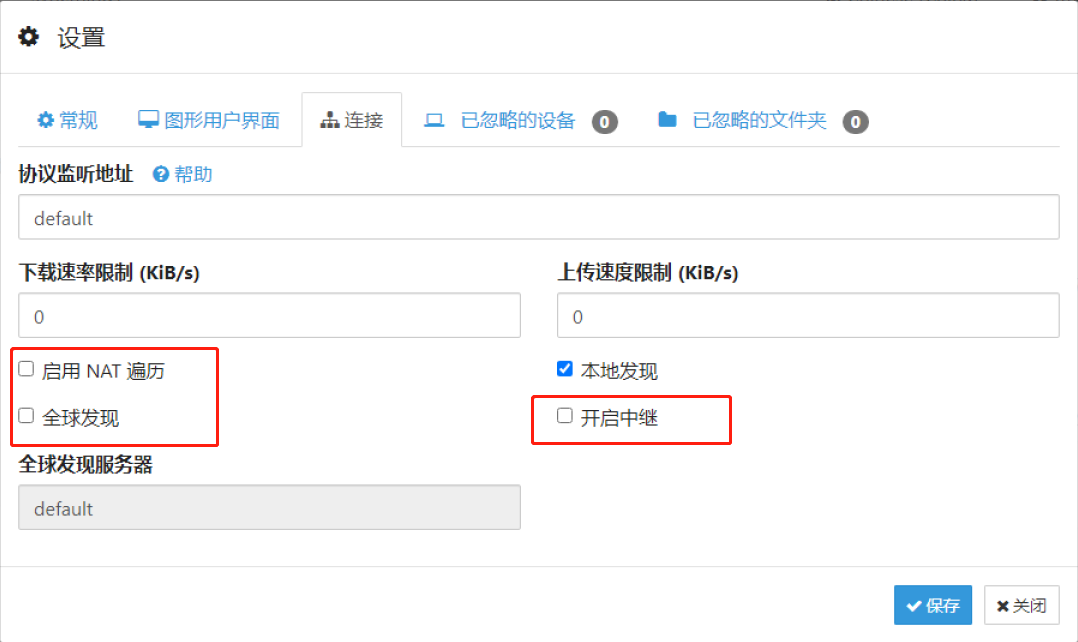 设置
常规 图形用户界面 连接 已忽略的设备 0 已忽略的文件夹 0
协议监听地址 帮助
default
下载速率限制 (KiB/s) 上传速度限制 (KiB/s)
0 0
启用 NAT 遍历 本地发现
全球发现 开启中继
全球发现服务器
default
保存 关闭